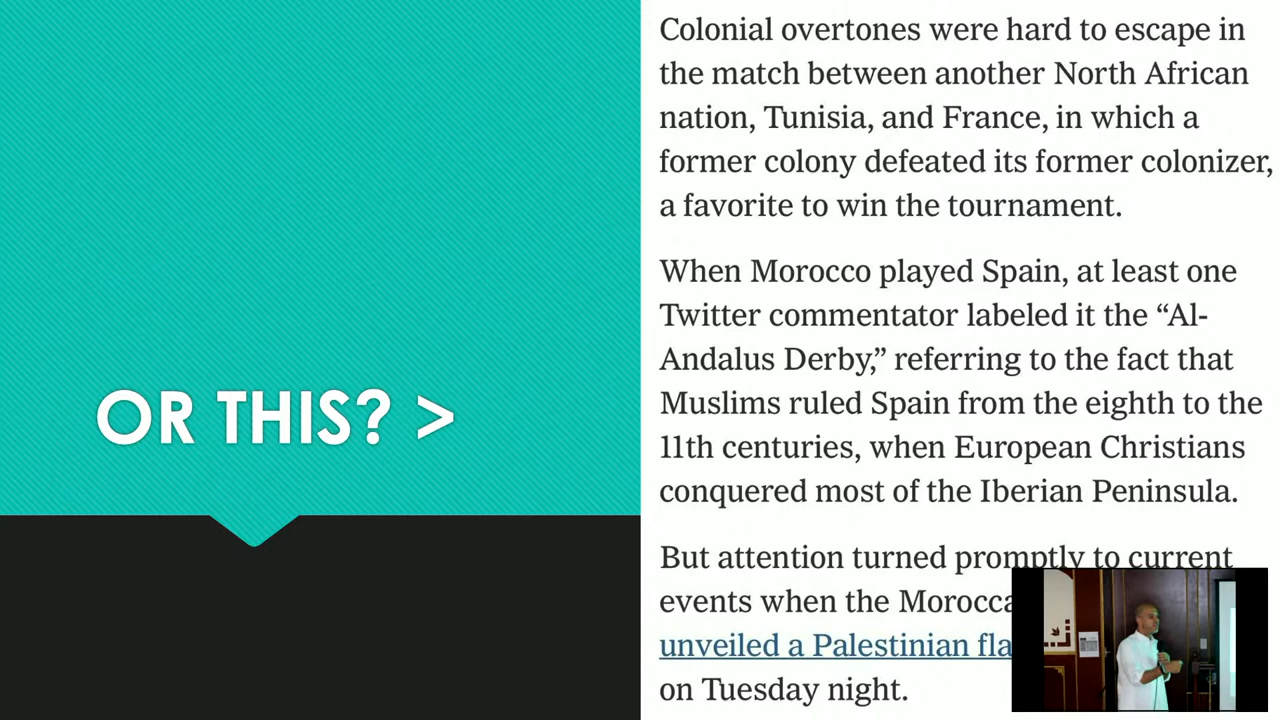 OR THIS? >
Colonial overtones were hard to escape in
the match between another North African
nation, Tunisia, and France, in which a
former colony defeated its former colonizer,
a favorite to win the tournament.
When Morocco played Spain, at least one
Twitter commentator labeled it the “Al-
Andalus Derby,” referring to the fact that
Muslims ruled Spain from the eighth to the
11th centuries, when European Christians
conquered most of the Iberian Peninsula.
But attention turned promptly to current
events when the Morocca
unveiled a Palestinian fla
on Tuesday night.